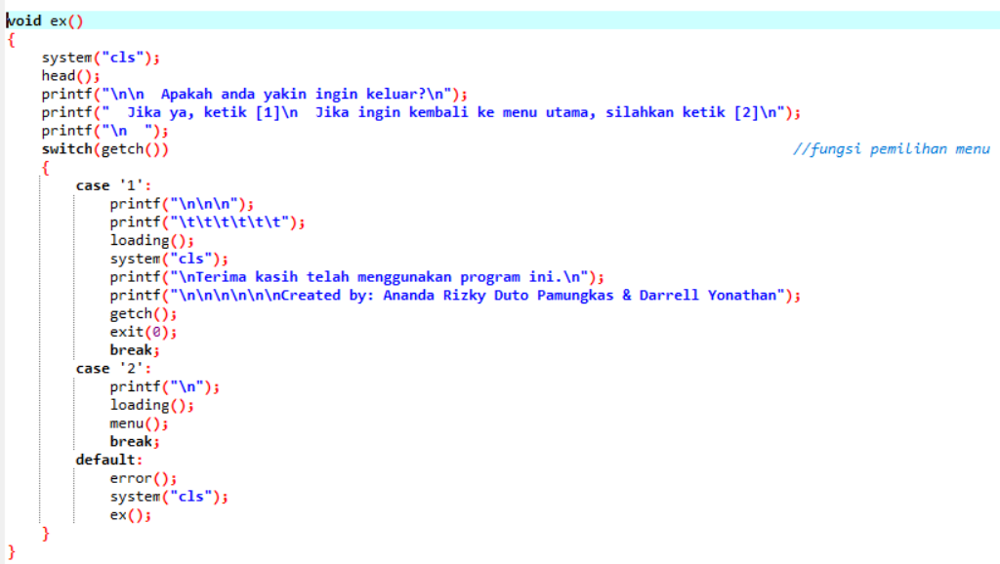 void ex()
{
    system("cls");
    head();
    printf("\n\n  Apakah anda yakin ingin keluar?\n");
    printf("  Jika ya, ketik [1]\n  Jika ingin kembali ke menu utama, silahkan ketik [2]\n");
    printf("\n  ");
    switch(getch())    //fungsi pemilihan menu
    {
        case '1':
            printf("\n\n\n");
            printf("\t\t\t\t\t\t");
            loading();
            system("cls");
            printf("\nTerima kasih telah menggunakan program ini.\n");
            printf("\n\n\n\n\n\nCreated by: Ananda Rizky Duto Pamungkas & Darrell Yonathan");
            getch();
            exit(0);
            break;
        case '2':
            printf("\n");
            loading();
            menu();
            break;
        default:
            error();
            system("cls");
            ex();
    }
}